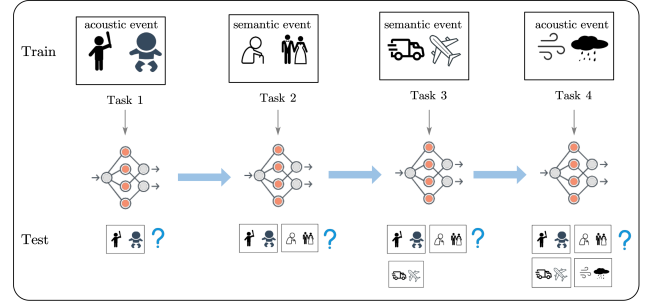 Train
acoustic event
semantic event
semantic event
acoustic event
Task 1
Task 2
Task 3
Task 4
Test
?
?
?
?